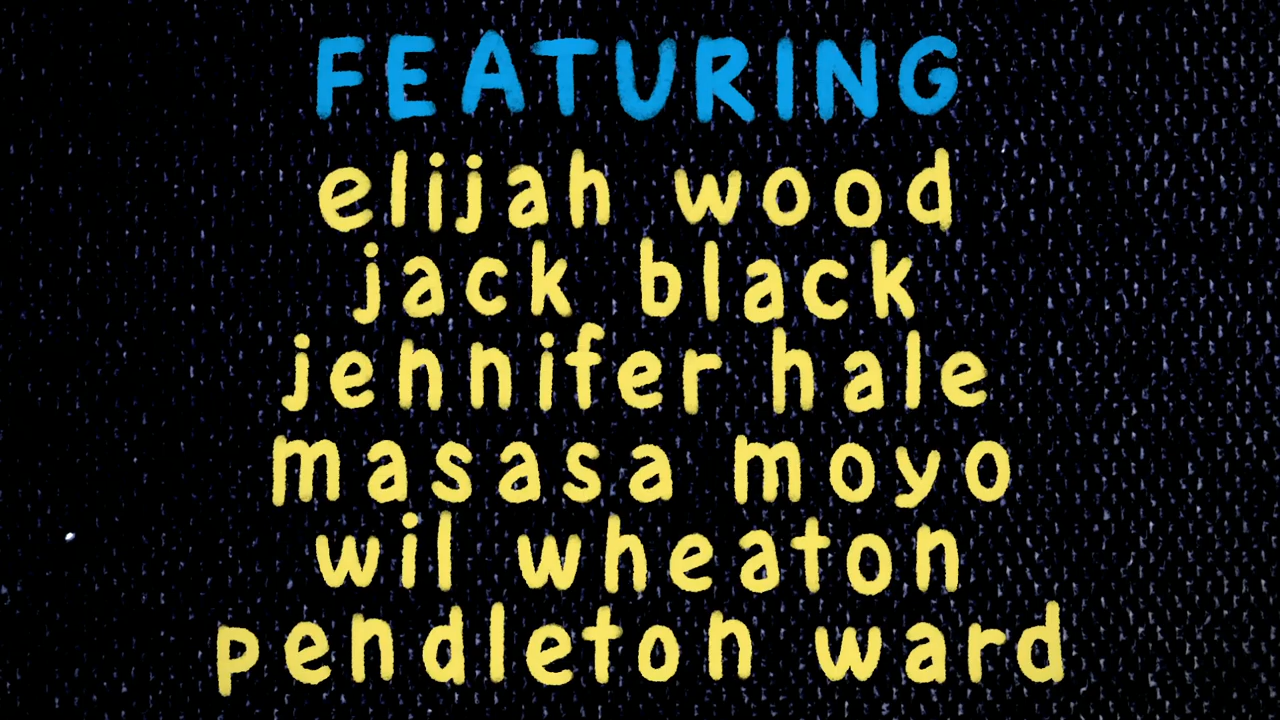 FEATURING
elijah wood
jack black
jennifer hale
masasa moyo
wil wheaton
pendleton ward